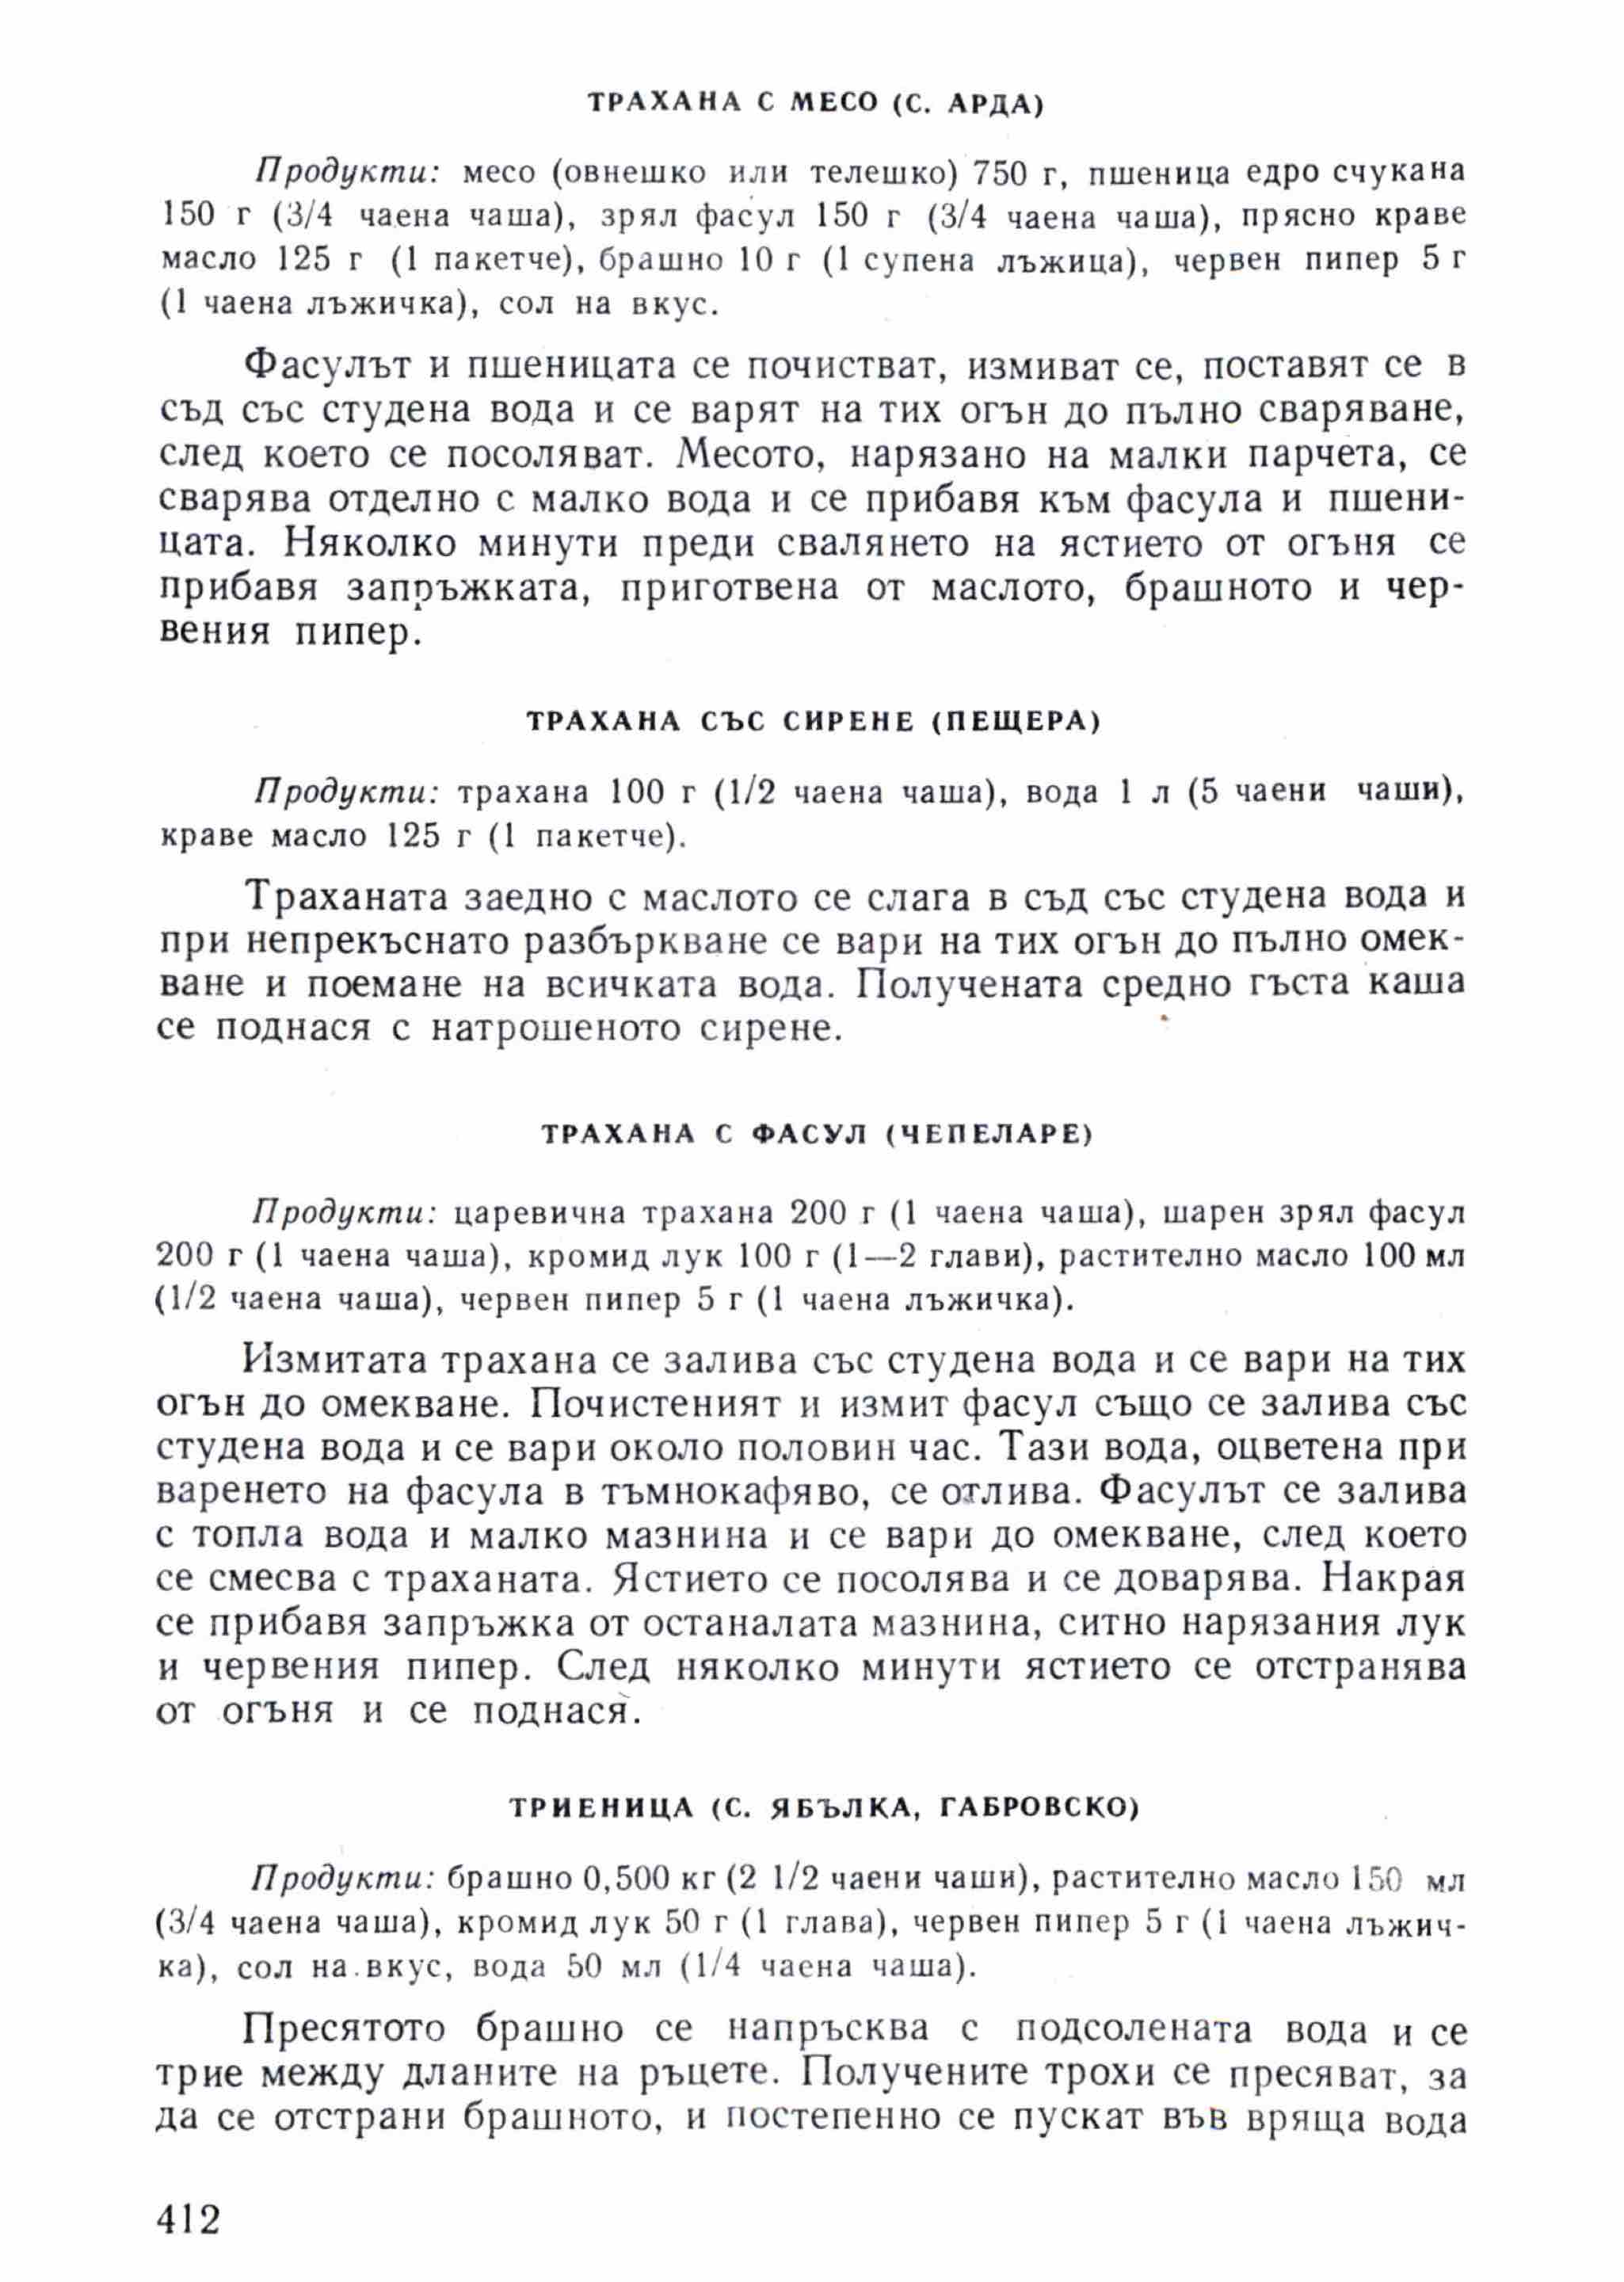 ТРАХАНА С МЕСО (С. АРДА)
Продукти: месо (овнешко или телешко) 750 г, пшеница едро счукана
150 г (3/4 чаена чаша), зрял фасул 150 г (3/4 чаена чаша), прясно краве
масло 125 г (1 пакетче), брашно 10 г (1 супена лъжица), червен пипер 5 г
(1 чаена лъжичка), сол на вкус.
Фасулът и пшеницата се почистват, измиват се, поставят се в
съд със студена вода и се варят на тих огън до пълно сваряване,
след което се посоляват. Месото, нарязано на малки парчета, се
сварява отделно с малко вода и се прибавя към фасула и пшени-
цата. Няколко минути преди свалянето на ястието от огъня се
прибавя запръжката, приготвена от маслото, брашното и чер-
вения пипер.
ТРАХАНА СЪС СИРЕНЕ (ПЕЩЕРА)
Продукти: трахана 100 г (1/2 чаена чаша), вода 1 л (5 чаени чаши),
краве масло 125 г (1 пакетче).
Траханата заедно с маслото се слага в съд със студена вода и
при непрекъснато разбъркване се вари на тих огън до пълно омек-
ване и поемане на всичката вода. Получената средно гъста каша
се поднася с натрошеното сирене.
ТРАХАНА С ФАСУЛ (ЧЕПЕЛАРЕ)
Продукти: царевична трахана 200 г (1 чаена чаша), шарен зрял фасул
200 г (1 чаена чаша), кромид лук 100 г (1—2 глави), растително масло 100 мл
(1/2 чаена чаша), червен пипер 5 г (1 чаена лъжичка).
Измитата трахана се залива със студена вода и се вари на тих
огън до омекване. Почистеният и измит фасул също се залива със
студена вода и се вари около половин час. Тази вода, оцветена при
варенето на фасула в тъмнокафяво, се отлива. Фасулът се залива
с топла вода и малко мазнина и се вари до омекване, след което
се смесва с траханата. Ястието се посолява и се доварява. Накрая
се прибавя запръжка от останалата мазнина, ситно нарязания лук
и червения пипер. След няколко минути ястието се отстранява
от огъня и се поднася.
ТРИЕНИЦА (С. ЯБЪЛКА, ГАБРОВСКО)
Продукти: брашно 0,500 кг (2 1/2 чаени чаши), растително масло 150 мл
(3/4 чаена чаша), кромид лук 50 г (1 глава), червен пипер 5 г (1 чаена лъжич-
ка), сол на вкус, вода 50 мл (1/4 чаена чаша).
Пресятото брашно се напръсква с подсолената вода и се
трие между дланите на ръцете. Получените трохи се пресяват, за
да се отстрани брашното, и постепенно се пускат във вряща вода
412